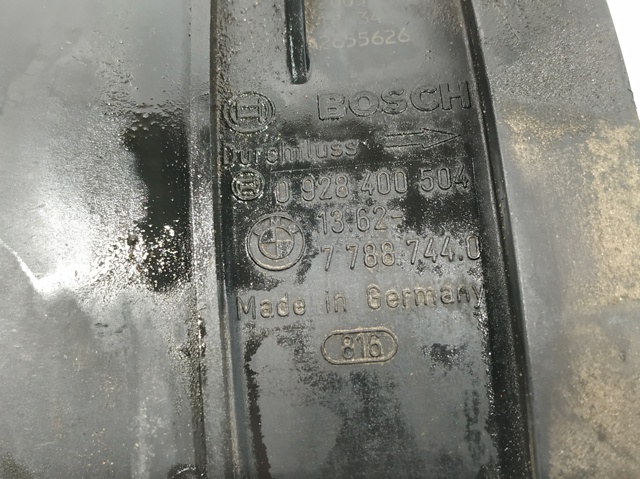 BOSCH
Durchfluss
0 928 400 504
13.62-
7 788 744.0
Made in Germany
816